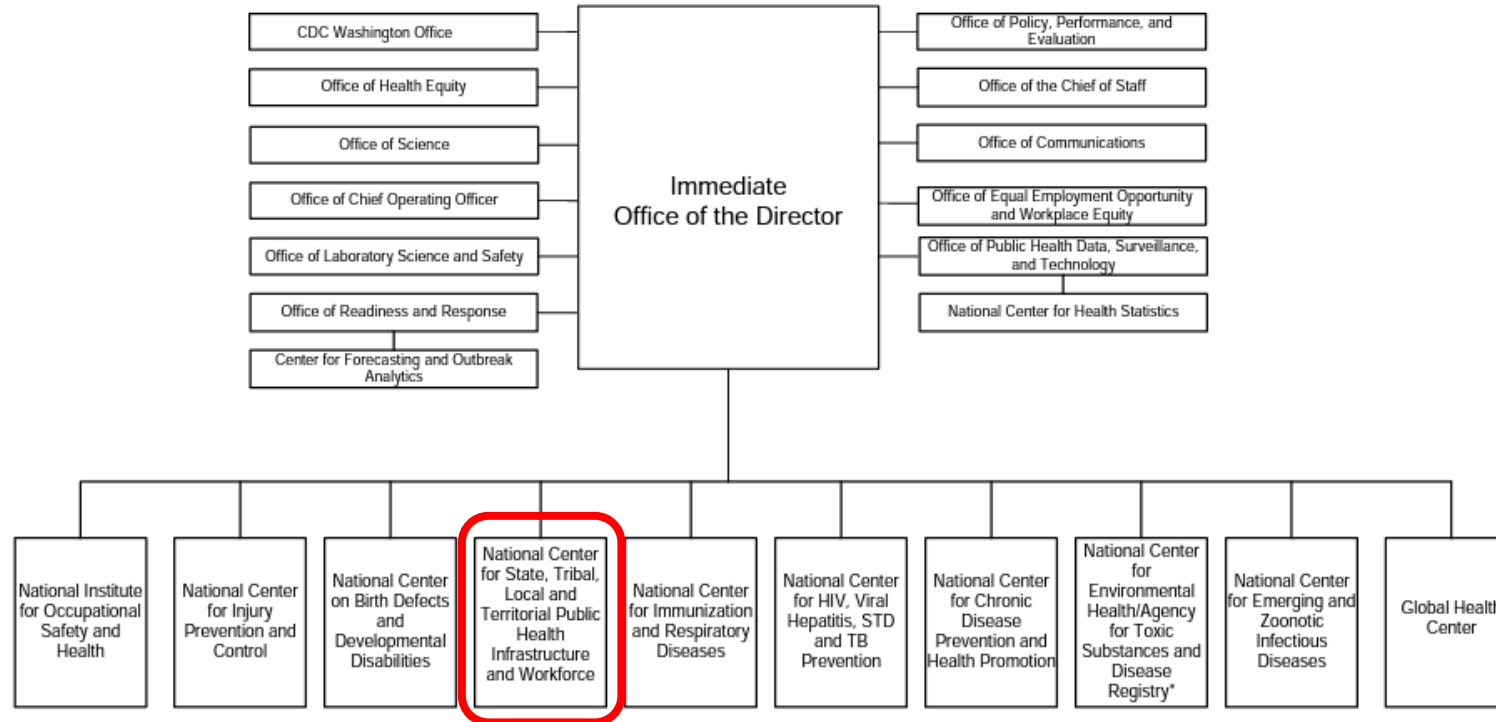 CDC Washington Office
Office of Health Equity
Office of Science
Office of Chief Operating Officer
Office of Laboratory Science and Safety
Office of Readiness and Response
Center for Forecasting and Outbreak
Analytics
Immediate
Office of the Director
Office of Policy, Performance, and
Evaluation
Office of the Chief of Staff
Office of Communications
Office of Equal Employment Opportunity
and Workplace Equity
Office of Public Health Data, Surveillance,
and Technology
National Center for Health Statistics
National Institute
for Occupational
Safety and
Health
National Center
for Injury
Prevention and
Control
National Center
on Birth Defects
and
Developmental
Disabilities
National Center
for State, Tribal,
Local and
Territorial Public
Health
Infrastructure
and Workforce
National Center
for Immunization
and Respiratory
Diseases
National Center
for HIV, Viral
Hepatitis, STD
and TB
Prevention
National Center
for Chronic
Disease
Prevention and
Health Promotion
National Center
for
Environmental
Health/Agency
for Toxic
Substances and
Disease
Registry*
National Center
for Emerging and
Zoonotic
Infectious
Diseases
Global Health
Center